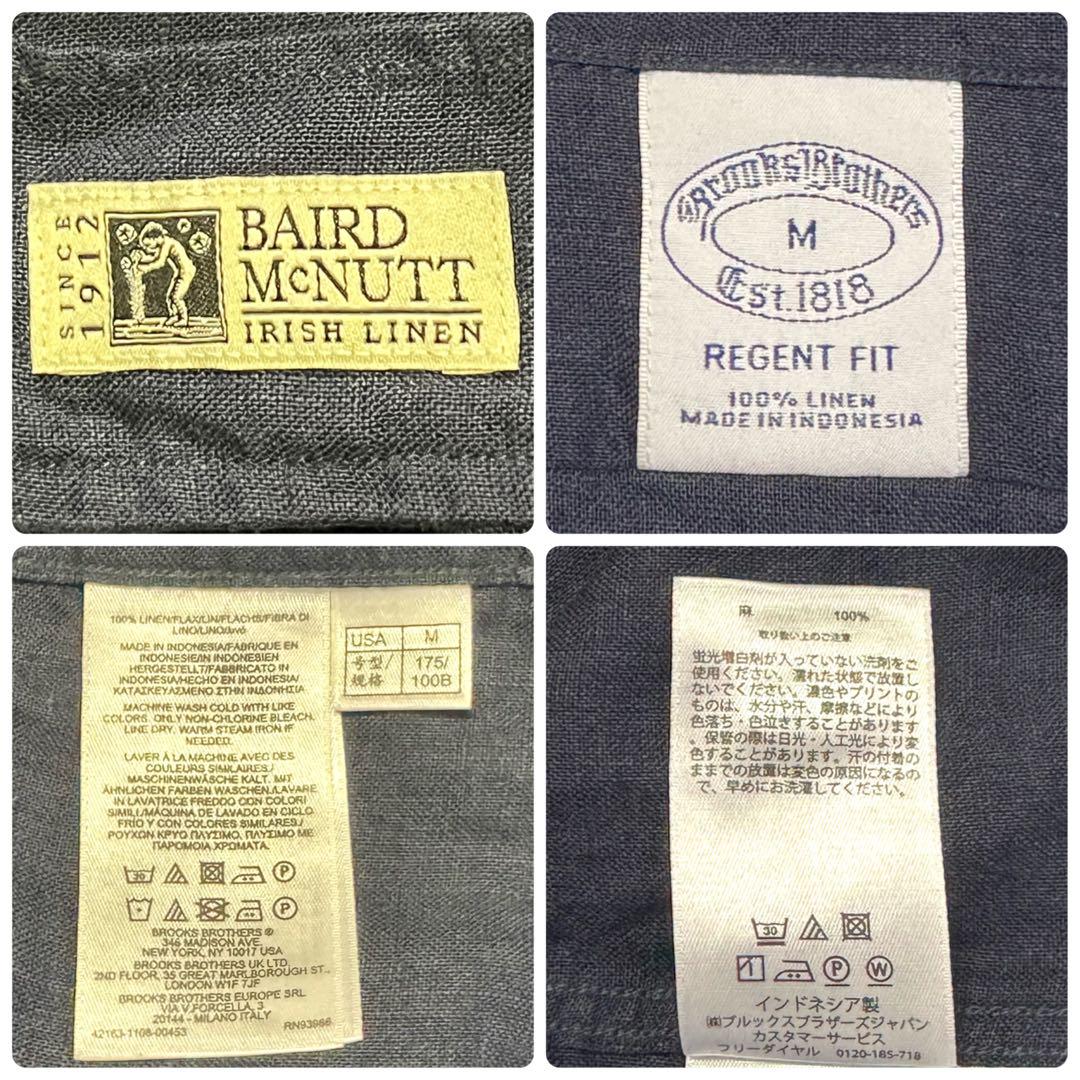 SINCE
1912
BAIRD
McNUTT
IRISH LINEN
Brooks Brothers
M
Est.1818
REGENT FIT
100% LINEN
MADE IN INDONESIA
100% LINEN/FLAX/LIN/FLACHS/FIBRA DI
LINO/LINO/Λινό
MADE IN INDONESIA/FABRIQUE EN
INDONESIE/IN INDONESIEN
HERGESTELLT/FABBRICATO IN
INDONESIA/HECHO EN INDONESIA/
ΚΑΤΑΣΚΕΥΑΣΜΕΝΟ ΣΤΗΝ ΙΝΔΟΝΗΣΙΑ
MACHINE WASH COLD WITH LIKE
COLORS. ONLY NON-CHLORINE BLEACH.
LINE DRY. WARM STEAM IRON IF
NEEDED.
LAVER À LA MACHINE AVEC DES
COULEURS SIMILAIRES./
MASCHINENWÄSCHE KALT. MIT
ÄHNLICHEN FARBEN WASCHEN./LAVARE
IN LAVATRICE FREDDO CON COLORI
SIMILI./MÁQUINA DE LAVADO EN CICLO
FRÍO Y CON COLORES SIMILARES./
ΡΟΥΧΩΝ ΚΡΥΟ ΠΛΥΣΙΜΟ. ΠΛΥΣΙΜΟ ΜΕ
ΠΑΡΟΜΟΙΑ ΧΡΩΜΑΤΑ.
30 P
P
BROOKS BROTHERS ®
346 MADISON AVE.
NEW YORK, NY 10017 USA
BROOKS BROTHERS UK LTD.
2ND FLOOR, 35 GREAT MARLBOROUGH ST.,
LONDON W1F 7JF
BROOKS BROTHERS EUROPE SRL
VIA V.FORCELLA, 3
20144 - MILANO ITALY
42163-1108-00453 RN93966
USA M
号型/ 175/
规格 100B
麻 100%
取り扱い上のご注意
蛍光増白剤が入っていない洗剤をご
使用ください。濡れた状態で放置し
ないでください。濃色やプリントの
ものは、水分や汗、摩擦などにより
色落ち・色泣きすることがあります
。保管の際は日光・人工光により変
色することがあります。汗の付着の
ままでの放置は変色の原因になるの
で、早めにお洗濯してください。
30
P W
インドネシア製
㈱ブルックスブラザーズジャパン
カスタマーサービス
フリーダイヤル 0120-185-718